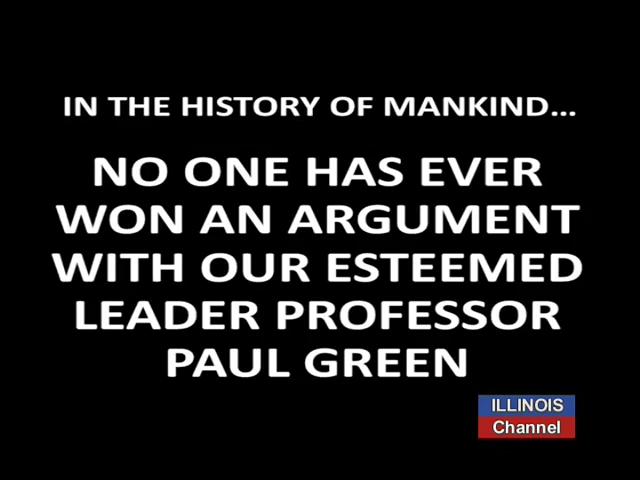 IN THE HISTORY OF MANKIND...
NO ONE HAS EVER
WON AN ARGUMENT
WITH OUR ESTEEMED
LEADER PROFESSOR
PAUL GREEN
ILLINOIS
Channel